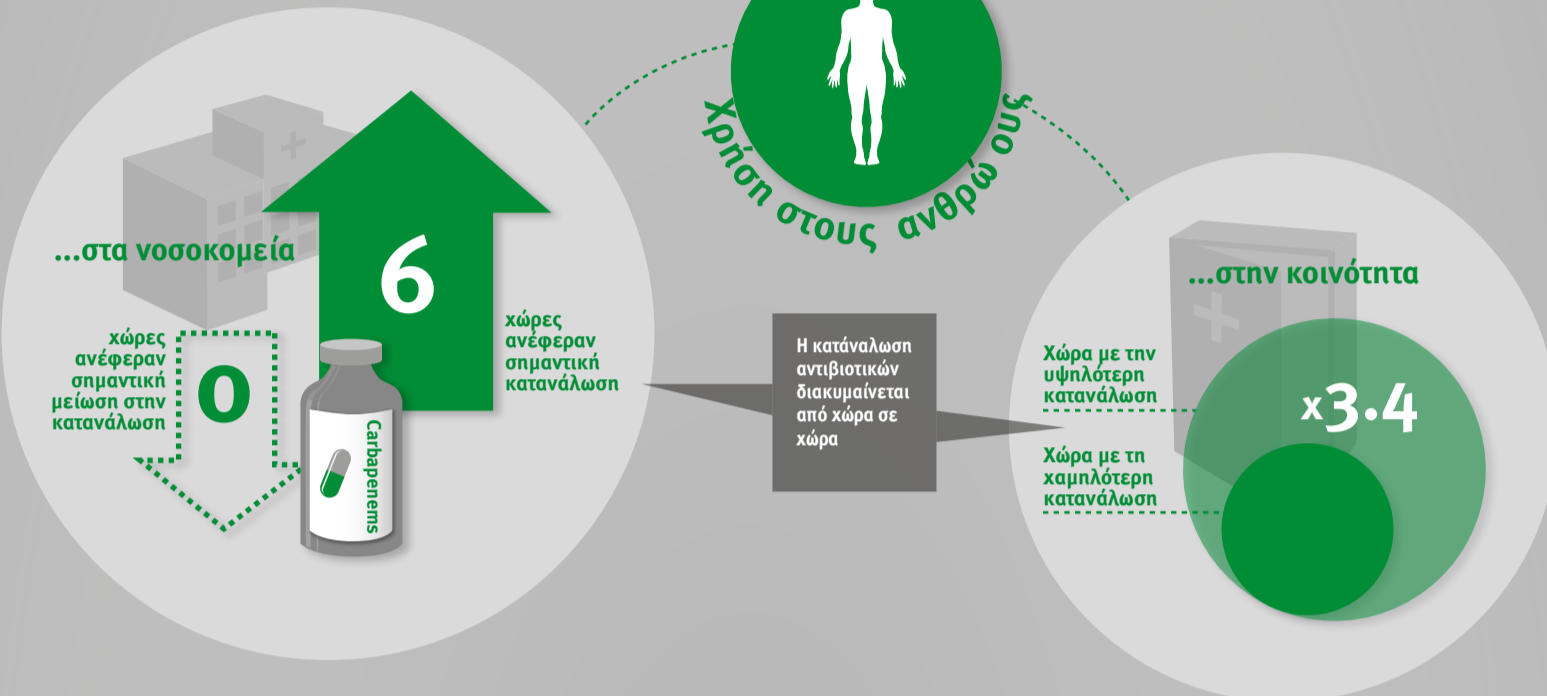 Χρήση στους ανθρώ ους
...στα νοσοκομεία
6
χώρες
ανέφεραν
σημαντική
κατανάλωση
χώρες
ανέφεραν
σημαντική
μείωση στην
κατανάλωση
0
Carbapenems
Η κατάναλωση
αντιβιοτικών
διακυμαίνεται
από χώρα σε
χώρα
...στην κοινότητα
Χώρα με την
υψηλότερη
κατανάλωση
x3.4
Χώρα με τη
χαμηλότερη
κατανάλωση